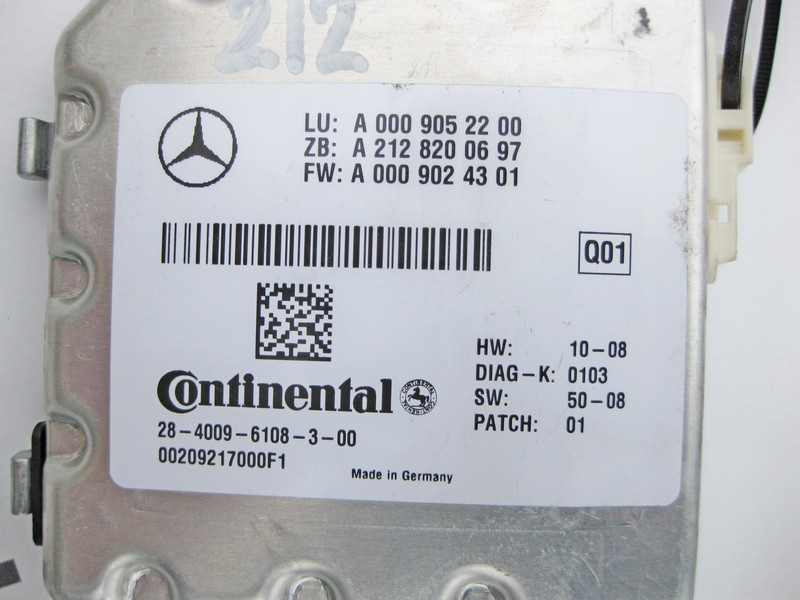 212
LU: A 000 905 22 00
ZB: A 212 820 06 97
FW: A 000 902 43 01
Q01
HW: 10-08
DIAG-K: 0103
SW: 50-08
PATCH: 01
Continental
28-4009-6108-3-00
00209217000F1
Made in Germany